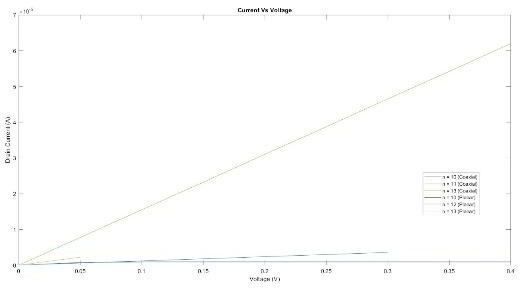 Current Vs Voltage
7
6
5
4
3
2
1
0
Drain Current (A)
n = 10 (Coaxial)
n = 11 (Coaxial)
n = 13 (Coaxial)
n = 10 (Planar)
n = 12 (Planar)
n = 13 (Planar)
0 0.05 0.1 0.15 0.2 0.25 0.3 0.35 0.4
Voltage (V)